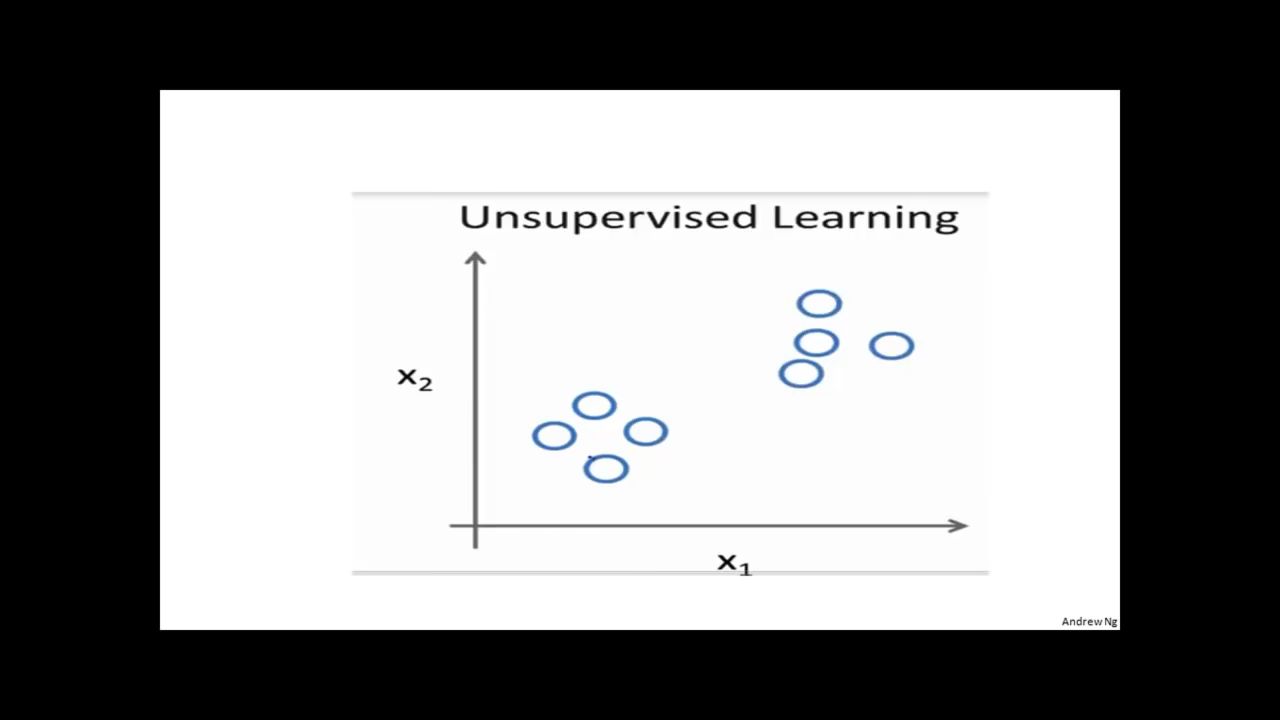 Unsupervised Learning
x₂
x₁
Andrew Ng